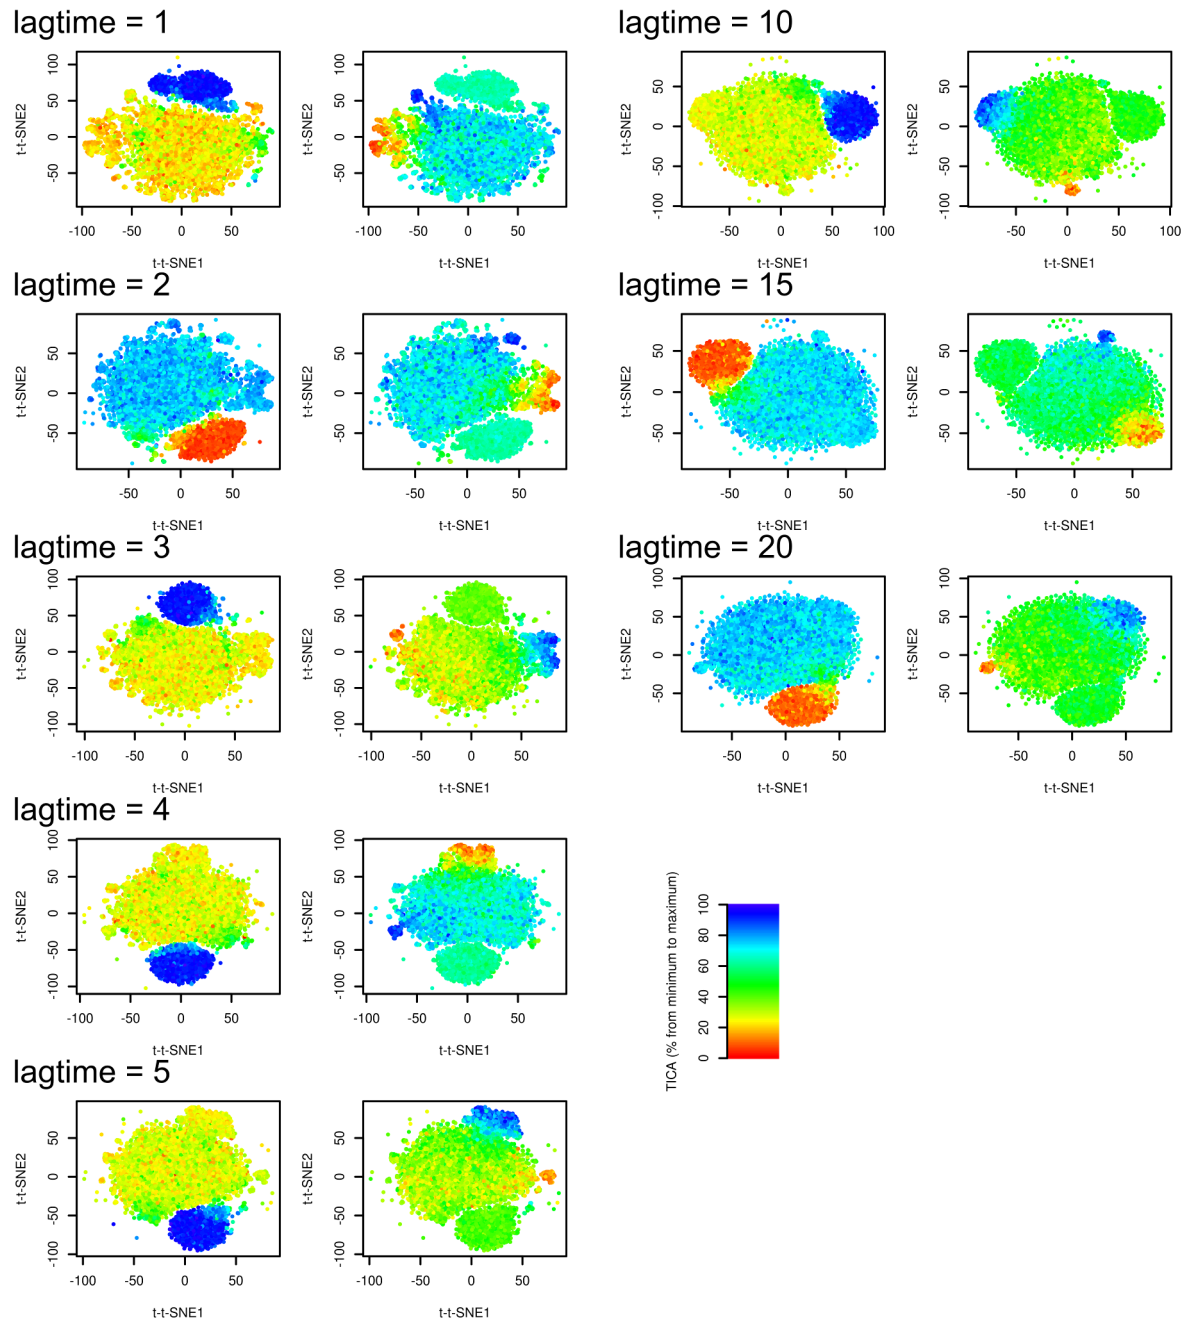 lagtime = 1
t-t-SNE2
-50 0 50 100
-100 -50 0 50
t-t-SNE1
t-t-SNE2
-50 0 50 100
-100 -50 0 50
lagtime = 2
t-t-SNE2
-50 0 50
-50 0 50
t-t-SNE1
t-t-SNE2
-50 0 50
-50 0 50
t-t-SNE1
lagtime = 3
t-t-SNE2
-100 -50 0 50 100
-100 -50 0 50
t-t-SNE1
t-t-SNE2
-100 -50 0 50 100
-100 -50 0 50
t-t-SNE1
lagtime = 4
t-t-SNE2
-100 -50 0 50 100
-100 -50 0 50
t-t-SNE1
t-t-SNE2
-100 -50 0 50 100
-100 -50 0 50
t-t-SNE1
lagtime = 5
t-t-SNE2
-100 -50 0 50
-100 -50 0 50
t-t-SNE1
t-t-SNE2
-100 -50 0 50
-100 -50 0 50
t-t-SNE1
t-t-SNE1
lagtime = 10
t-t-SNE2
-100 -50 0 50
-50 0 50 100
t-t-SNE1
t-t-SNE2
-100 -50 0 50
-50 0 50 100
t-t-SNE1
lagtime = 15
t-t-SNE2
-50 0 50
-50 0 50
t-t-SNE1
t-t-SNE2
-50 0 50
-50 0 50
t-t-SNE1
lagtime = 20
t-t-SNE2
-50 0 50 100
-50 0 50
t-t-SNE1
t-t-SNE2
-50 0 50 100
-50 0 50
t-t-SNE1
TICA (% from minimum to maximum)
0 20 40 60 80 100